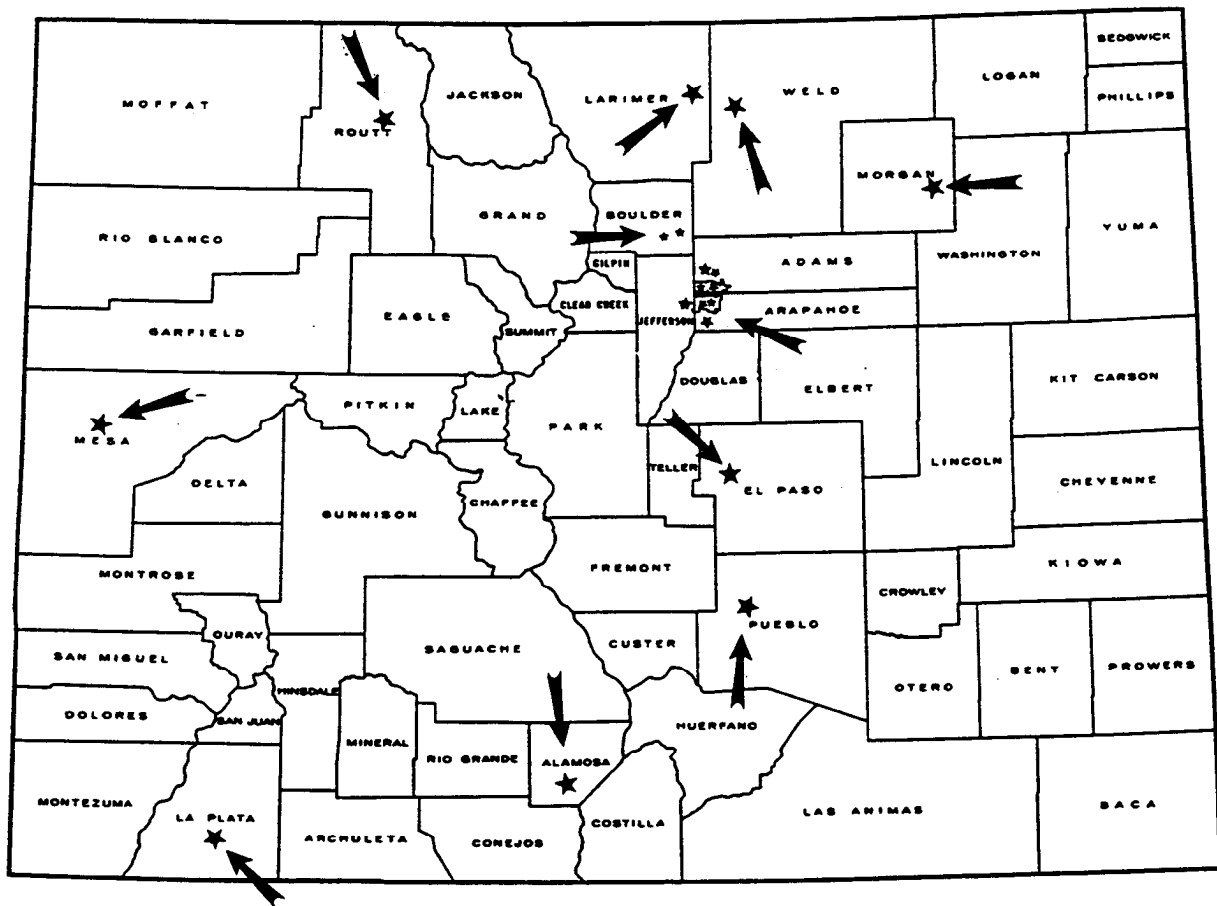 SEDGWICK
LOGAN
MOFFAT
JACKSON
LARIMER
WELD
PHILLIPS
ROUTT
MORGAN
GRAND
BOULDER
YUMA
RIO BLANCO
WASHINGTON
GILPIN
ADAMS
CLEAR CREEK
EAGLE
ARAPAHOE
GARFIELD
SUMMIT
JEFFERSON
DOUGLAS
ELBERT
KIT CARSON
PITKIN
LAKE
PARK
MESA
LINCOLN
TELLER
DELTA
EL PASO
CHEYENNE
CHAFFEE
GUNNISON
FREMONT
KIOWA
MONTROSE
CROWLEY
PUEBLO
OURAY
CUSTER
SAGUACHE
SAN MIGUEL
BENT
PROWERS
OTERO
HINSDALE
DOLORES
SAN JUAN
HUERFANO
MINERAL
RIO GRANDE
ALAMOSA
MONTEZUMA
LA PLATA
COSTILLA
LAS ANIMAS
BACA
ARCHULETA
CONEJOS